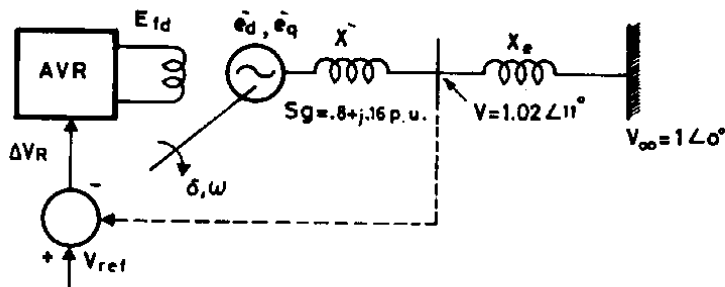 E fd
e̅d , e̅q
X̅
Xe
AVR
Sg=.8+j.16 p.u.
V=1.02∠11°
V∞=1∠0°
ΔVR
δ,ω
-
+
Vref